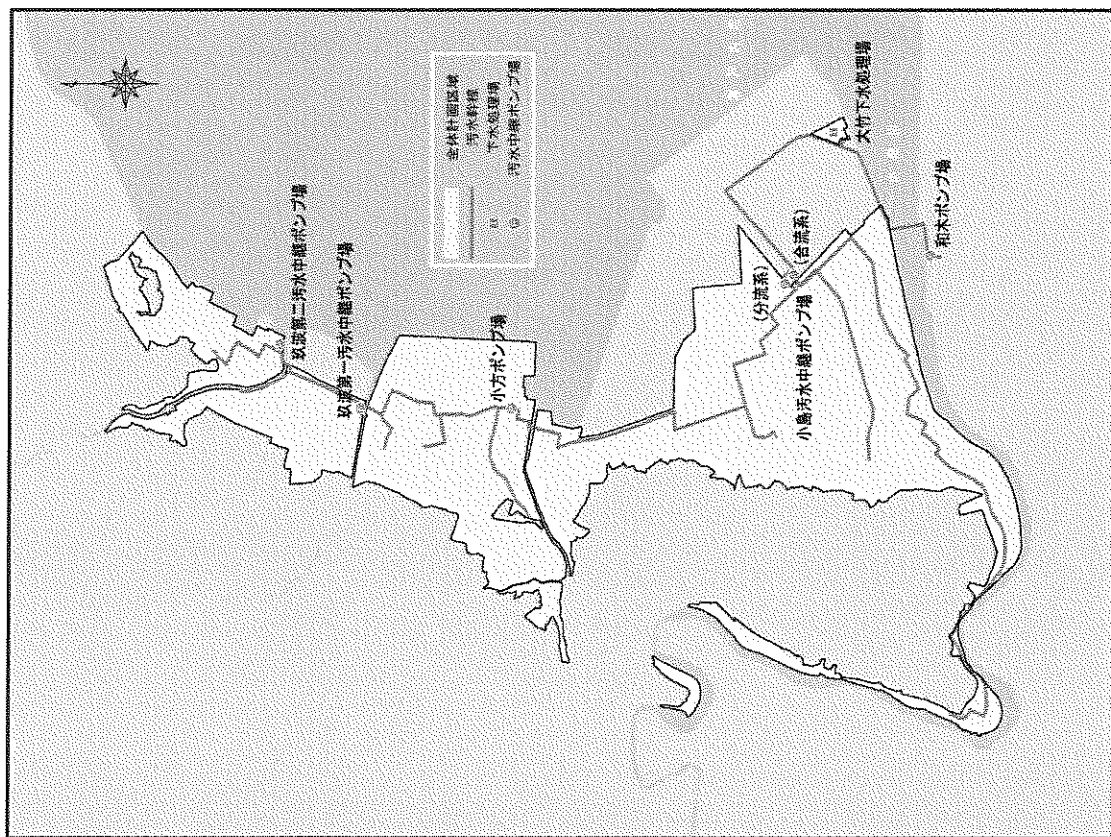 全体計画区域
汚水幹線
下水処理場
汚水中継ポンプ場
玖波第二汚水中継ポンプ場
玖波第一汚水中継ポンプ場
小方ポンプ場
(分流系)
(合流系)
小島汚水中継ポンプ場
大竹下水処理場
和木ポンプ場